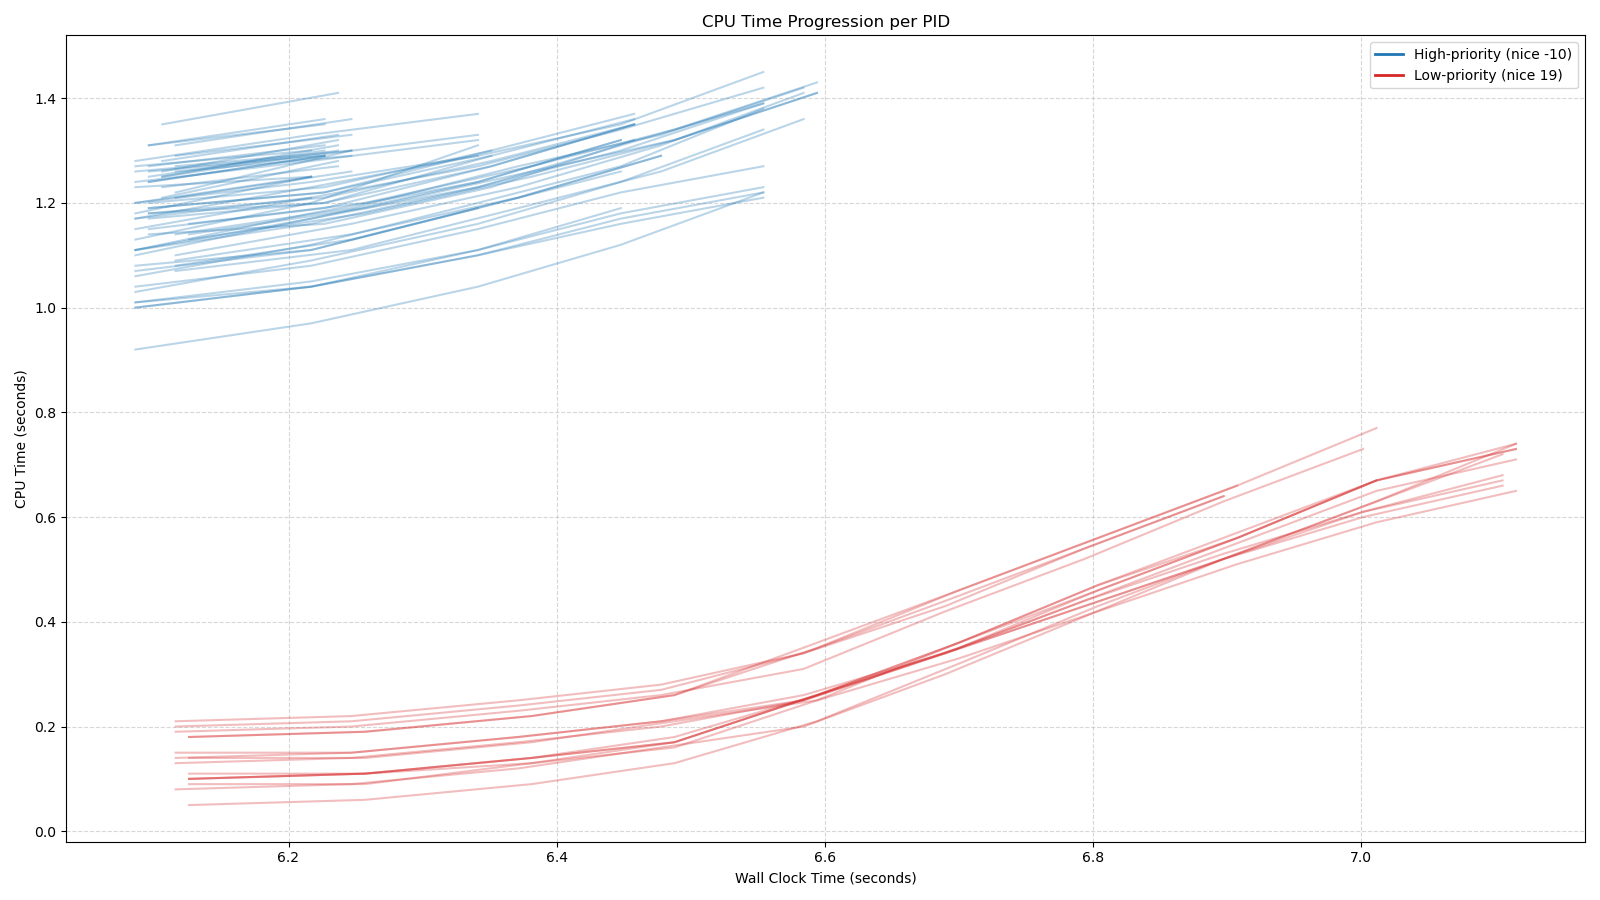 CPU Time Progression per PID
High-priority (nice -10)
Low-priority (nice 19)
CPU Time (seconds)
1.4
1.2
1.0
0.8
0.6
0.4
0.2
0.0
6.2 6.4 6.6 6.8 7.0
Wall Clock Time (seconds)